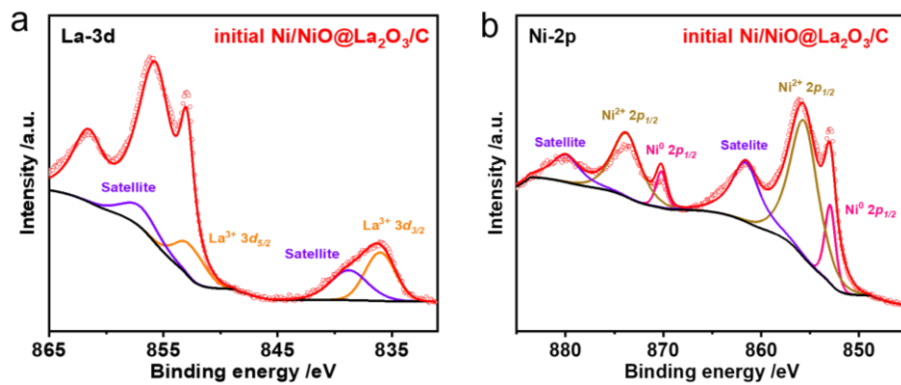 a
La-3d
initial Ni/NiO@La₂O₃/C
Satellite
La³⁺ 3d₅/₂
Satellite
La³⁺ 3d₃/₂
Intensity /a.u.
865 855 845 835
Binding energy /eV
b
Ni-2p
initial Ni/NiO@La₂O₃/C
Ni²⁺ 2p₁/₂
Ni²⁺ 2p₁/₂
Ni⁰ 2p₁/₂
Satellite
Satelite
Ni⁰ 2p₁/₂
Intensity /a.u.
880 870 860 850
Binding energy /eV